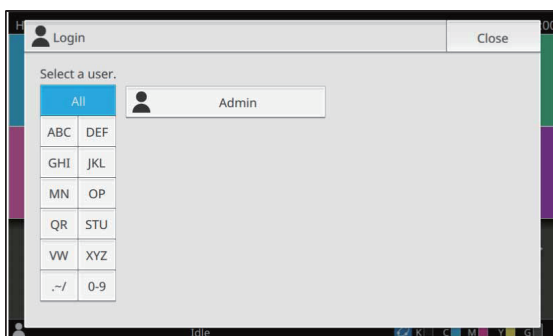 Login
Close
Select a user.
All
Admin
ABC DEF
GHI JKL
MN OP
QR STU
VW XYZ
.~/ 0-9
Idle
K C M Y G